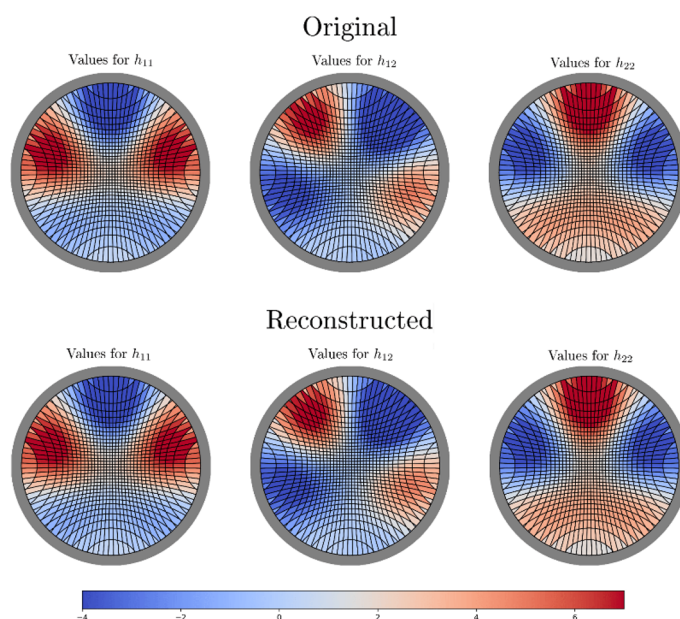 Original
Values for h₁₁
Values for h₁₂
Values for h₂₂
Reconstructed
Values for h₁₁
Values for h₁₂
Values for h₂₂
−4 −2 0 2 4 6